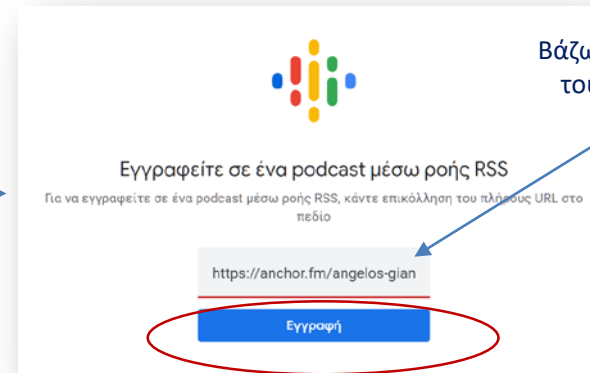 Βάζω
του
Εγγραφείτε σε ένα podcast μέσω ροής RSS
Για να εγγραφείτε σε ένα podcast μέσω ροής RSS, κάντε επικόλληση του πλήρους URL στο
πεδίο
https://anchor.fm/angelos-gian
Εγγραφή